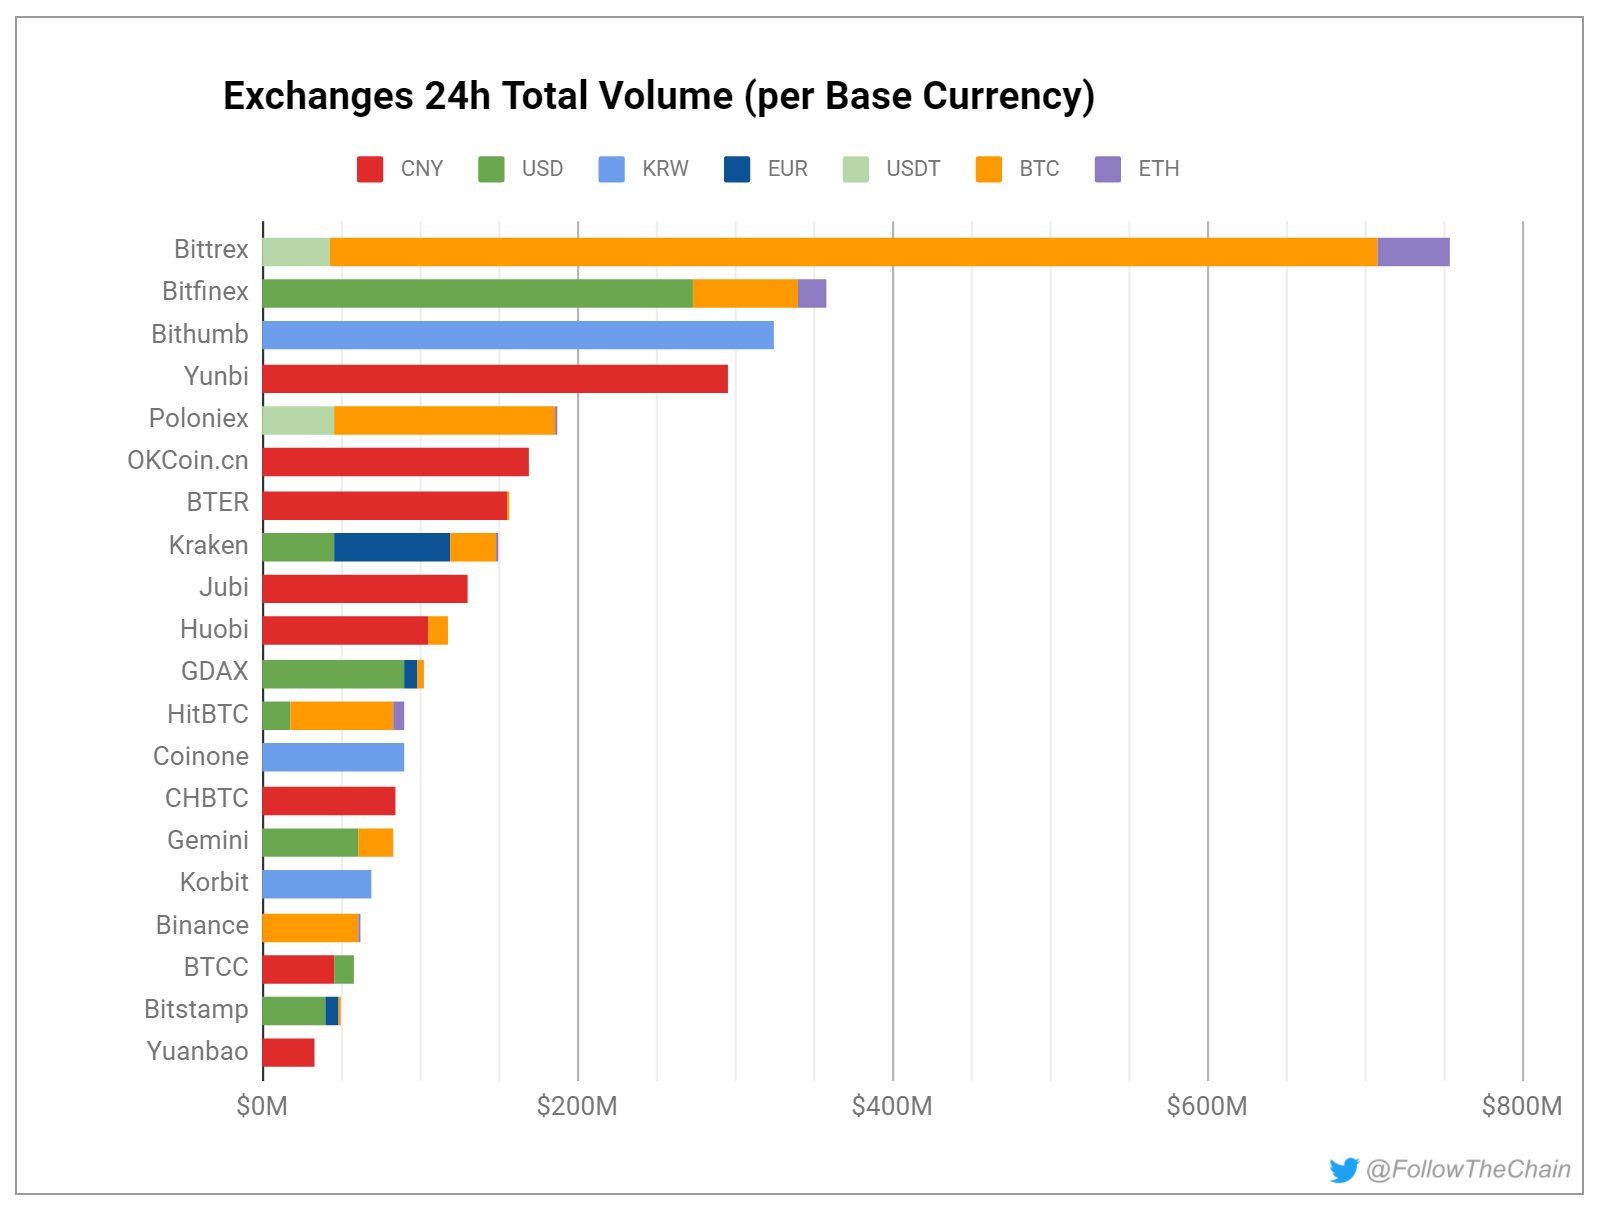 Exchanges 24h Total Volume (per Base Currency)
CNY USD KRW EUR USDT BTC ETH
Bittrex
Bitfinex
Bithumb
Yunbi
Poloniex
OKCoin.cn
BTER
Kraken
Jubi
Huobi
GDAX
HitBTC
Coinone
CHBTC
Gemini
Korbit
Binance
BTCC
Bitstamp
Yuanbao
$0M $200M $400M $600M $800M
@FollowTheChain